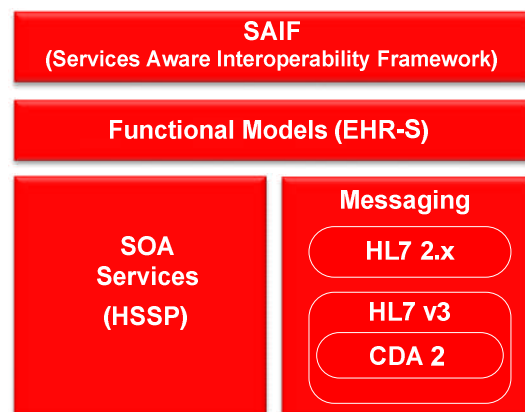 SAIF
(Services Aware Interoperability Framework)
Functional Models (EHR-S)
SOA
Services
(HSSP)
Messaging
HL7 2.x
HL7 v3
CDA 2